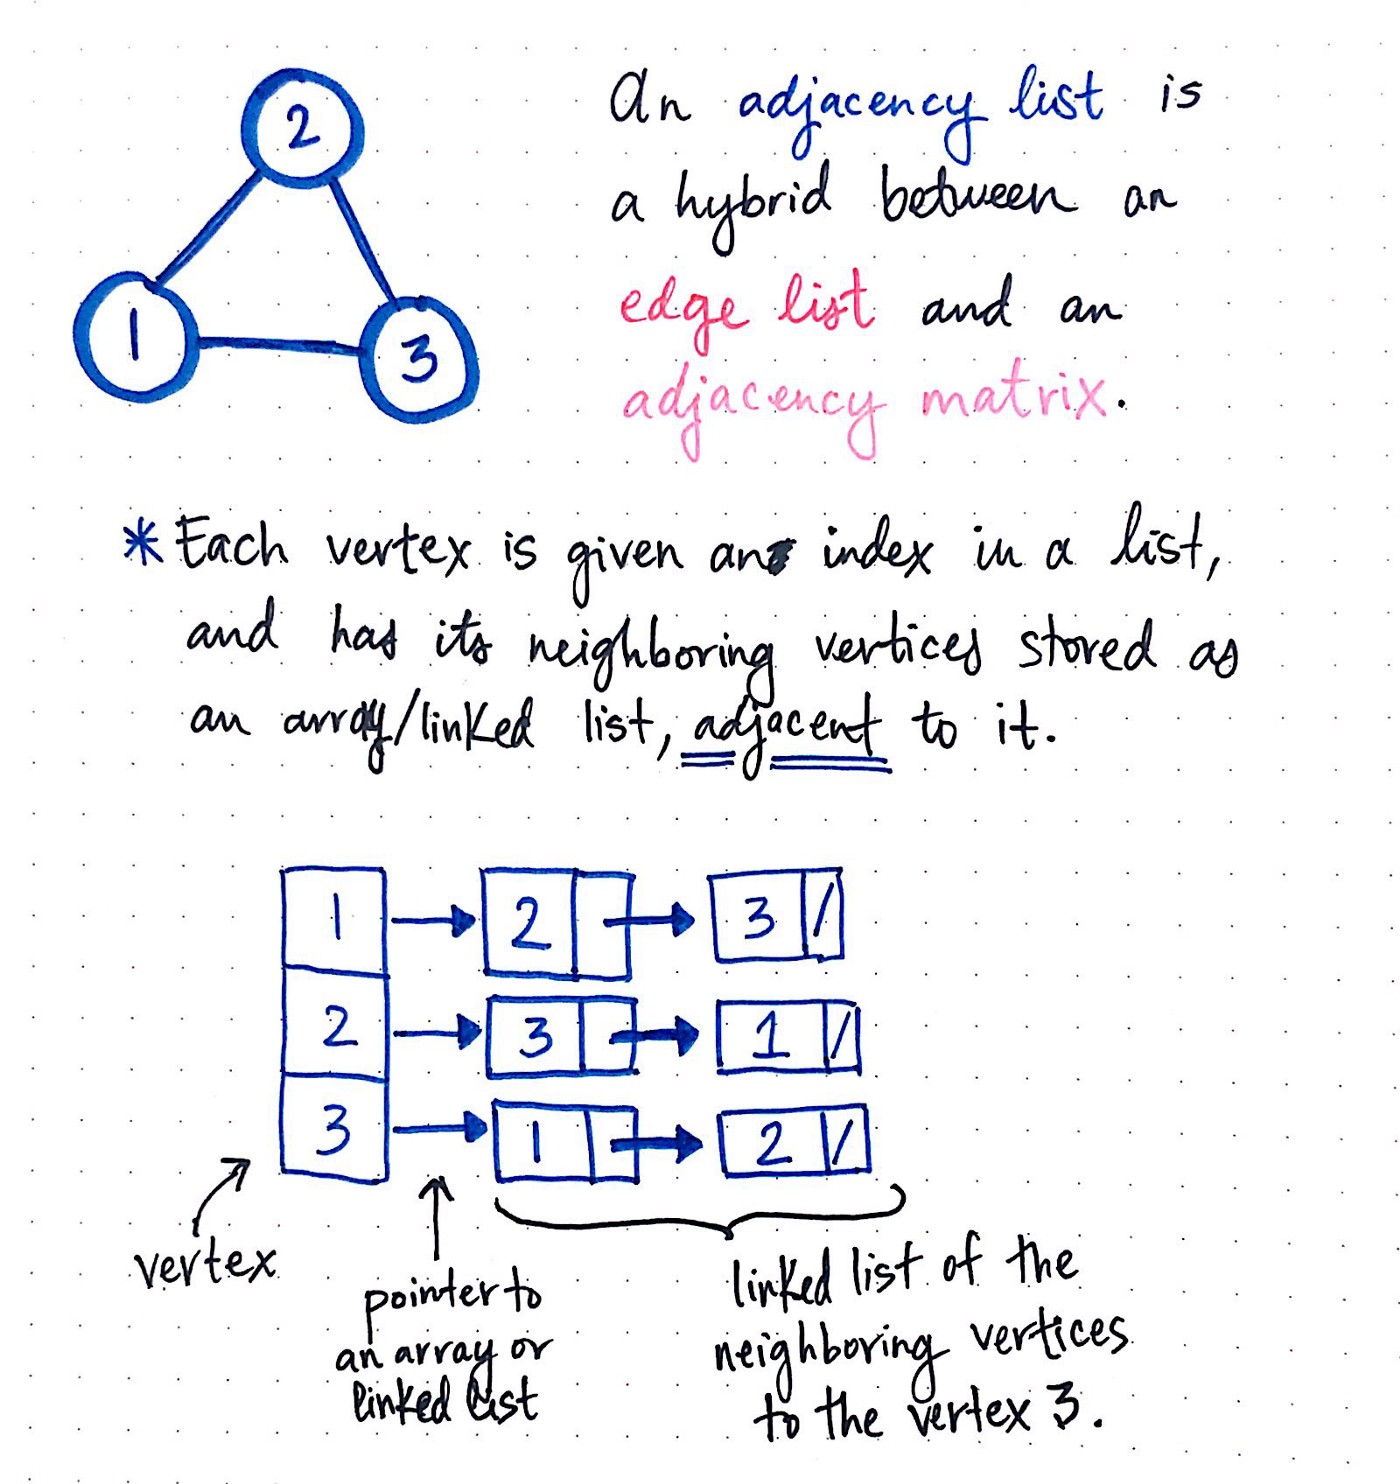 2
1
3
An adjacency list is
a hybrid between an
edge list and an
adjacency matrix.
* Each vertex is given an index in a list,
and has its neighboring vertices stored as
an array/linked list, adjacent to it.
1 2 3 /
2 3 1 /
3 1 2 /
vertex
pointer to
an array or
linked list
linked list of the
neighboring vertices
to the vertex 3.